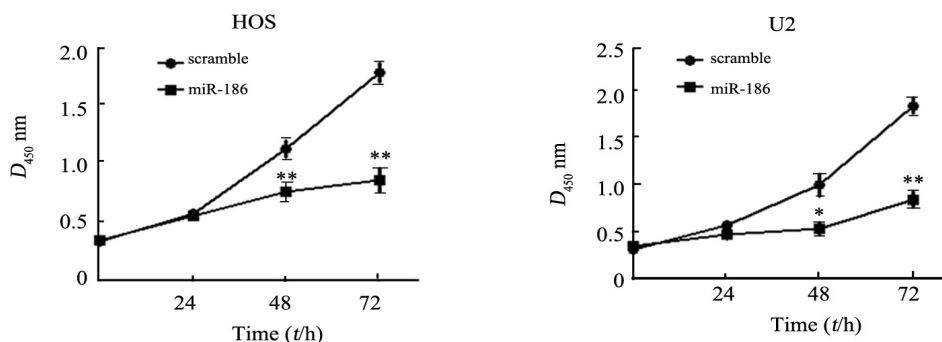 HOS
2.0
scramble
miR-186
1.5
1.0
0.5
0
D450 nm
**
**
24 48 72
Time (t/h)
U2
2.5
scramble
miR-186
2.0
1.5
1.0
0.5
0
D450 nm
*
**
24 48 72
Time (t/h)